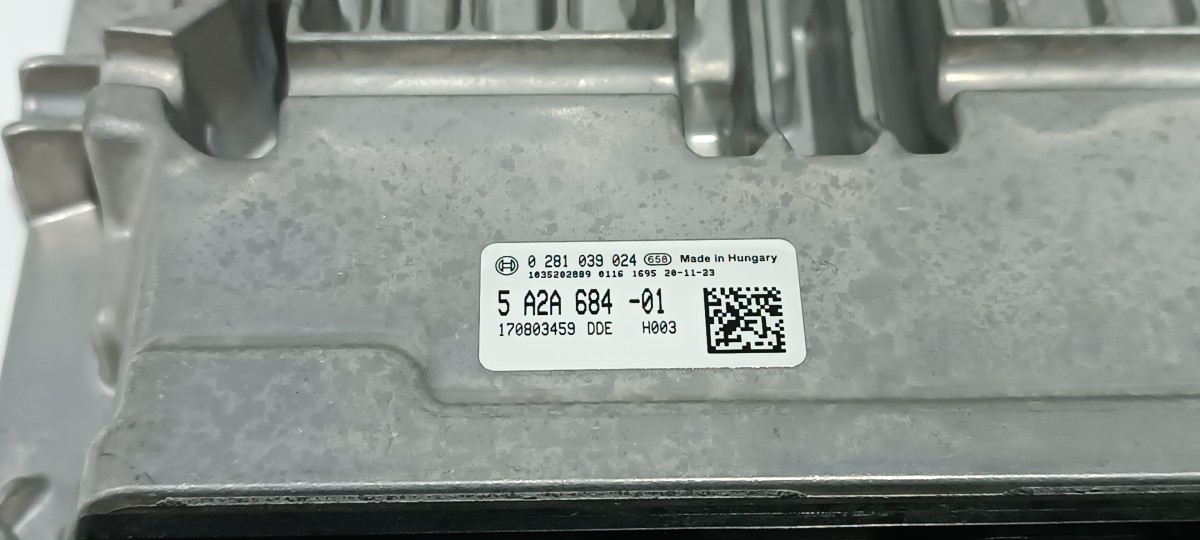 0 281 039 024 658 Made in Hungary
1035202889 0116 1695 20-11-23
5 A2A 684 -01
170803459 DDE H003